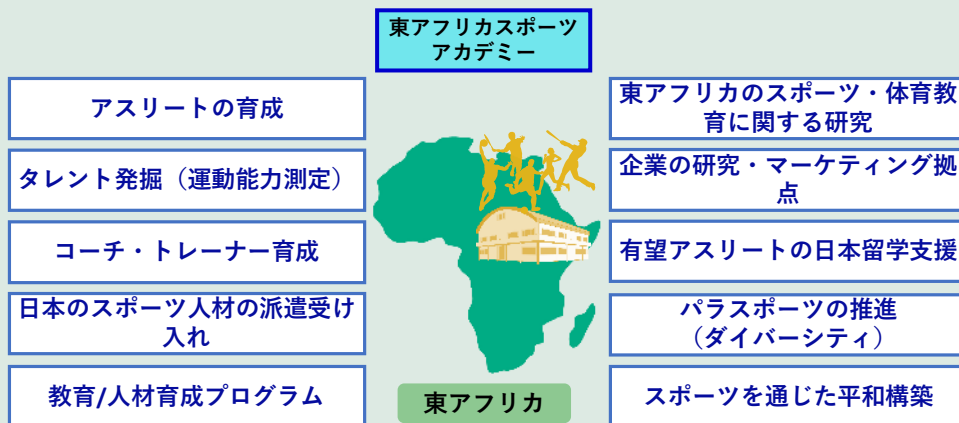 東アフリカスポーツ
アカデミー
アスリートの育成
タレント発掘（運動能力測定）
コーチ・トレーナー育成
日本のスポーツ人材の派遣受け
入れ
教育/人材育成プログラム
東アフリカのスポーツ・体育教
育に関する研究
企業の研究・マーケティング拠
点
有望アスリートの日本留学支援
パラスポーツの推進
（ダイバーシティ）
スポーツを通じた平和構築
東アフリカ